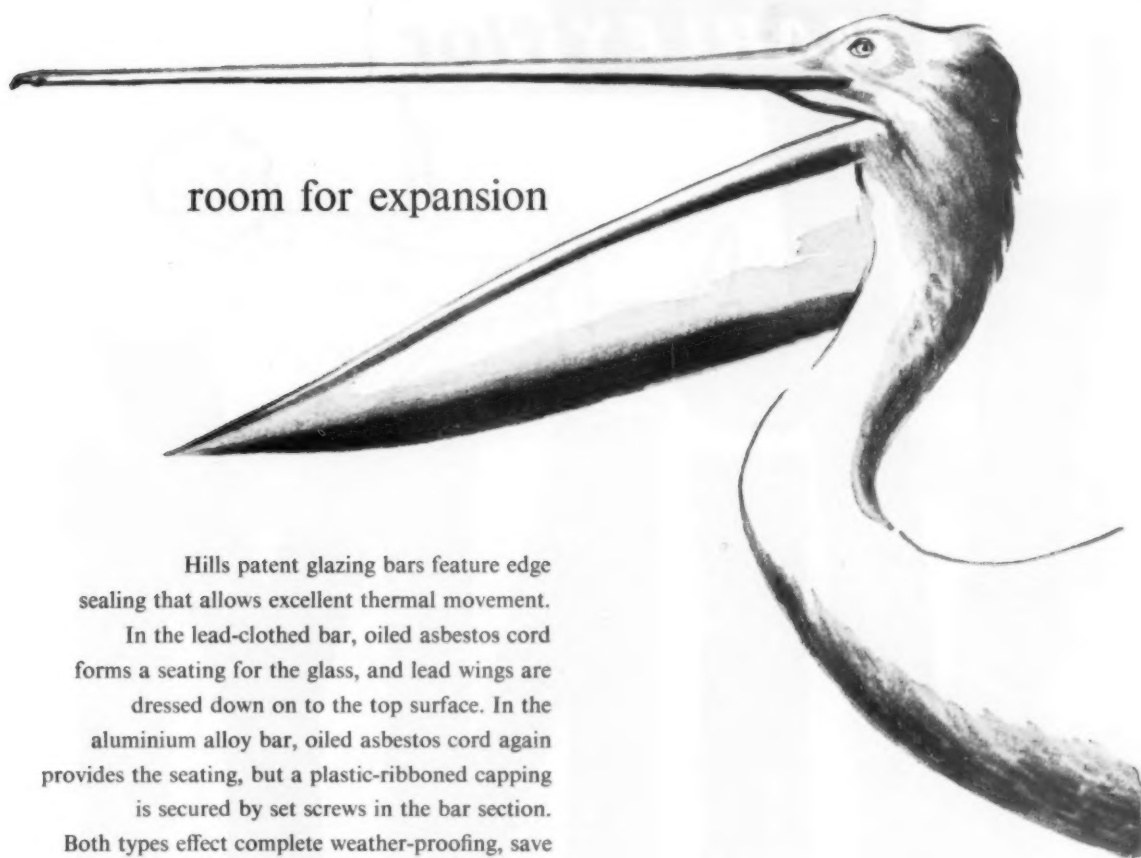 room for expansion
Hills patent glazing bars feature edge
sealing that allows excellent thermal movement.
In the lead-clothed bar, oiled asbestos cord
forms a seating for the glass, and lead wings are
dressed down on to the top surface. In the
aluminium alloy bar, oiled asbestos cord again
provides the seating, but a plastic-ribboned capping
is secured by set screws in the bar section.
Both types effect complete weather-proofing, save